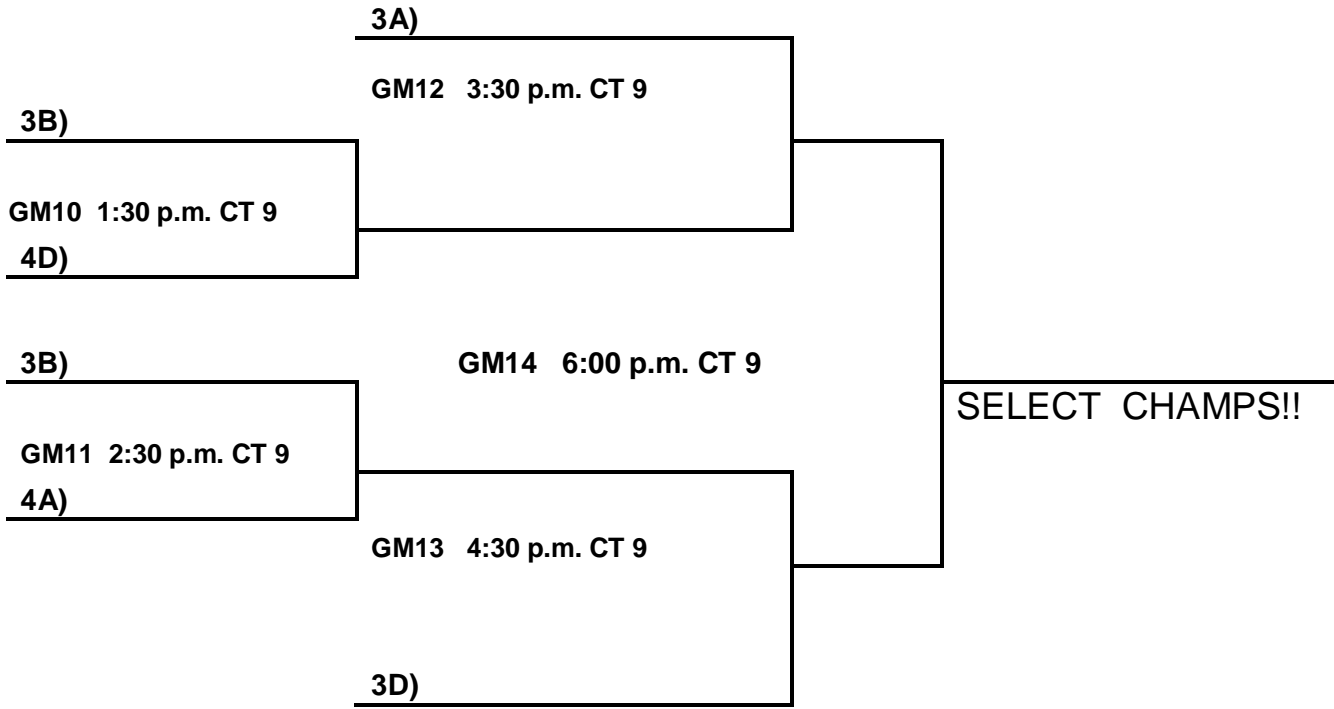 3A)
GM12 3:30 p.m. CT 9
3B)
GM10 1:30 p.m. CT 9
4D)
3B)
GM14 6:00 p.m. CT 9
SELECT CHAMPS!!
GM11 2:30 p.m. CT 9
4A)
GM13 4:30 p.m. CT 9
3D)